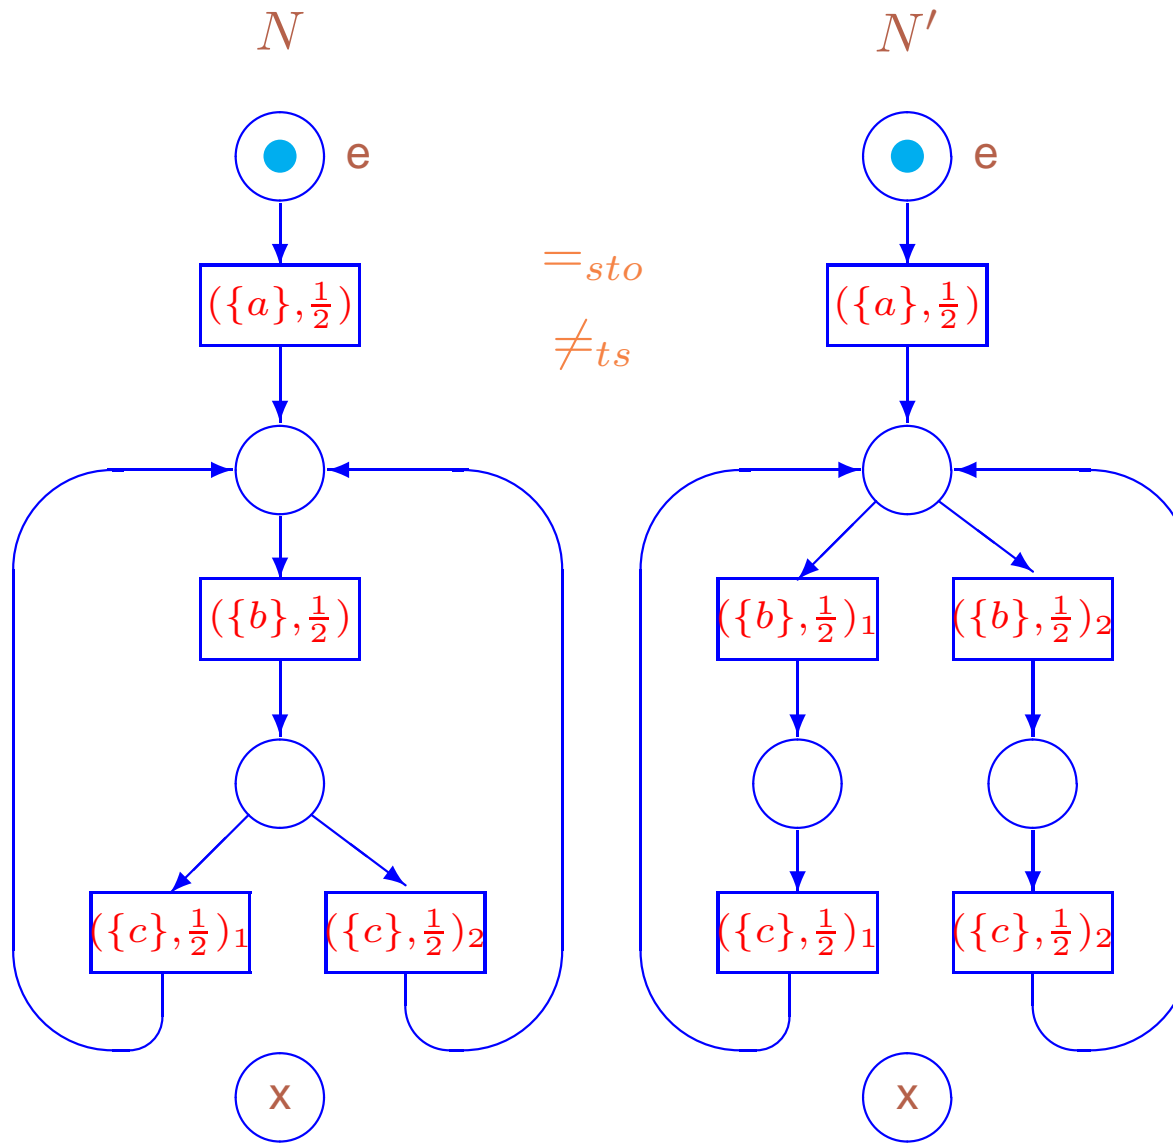 N N′
e e
=sto
({a},1/2) ({a},1/2)
≠ts
({b},1/2) ({b},1/2)1 ({b},1/2)2
({c},1/2)1 ({c},1/2)2 ({c},1/2)1 ({c},1/2)2
x x